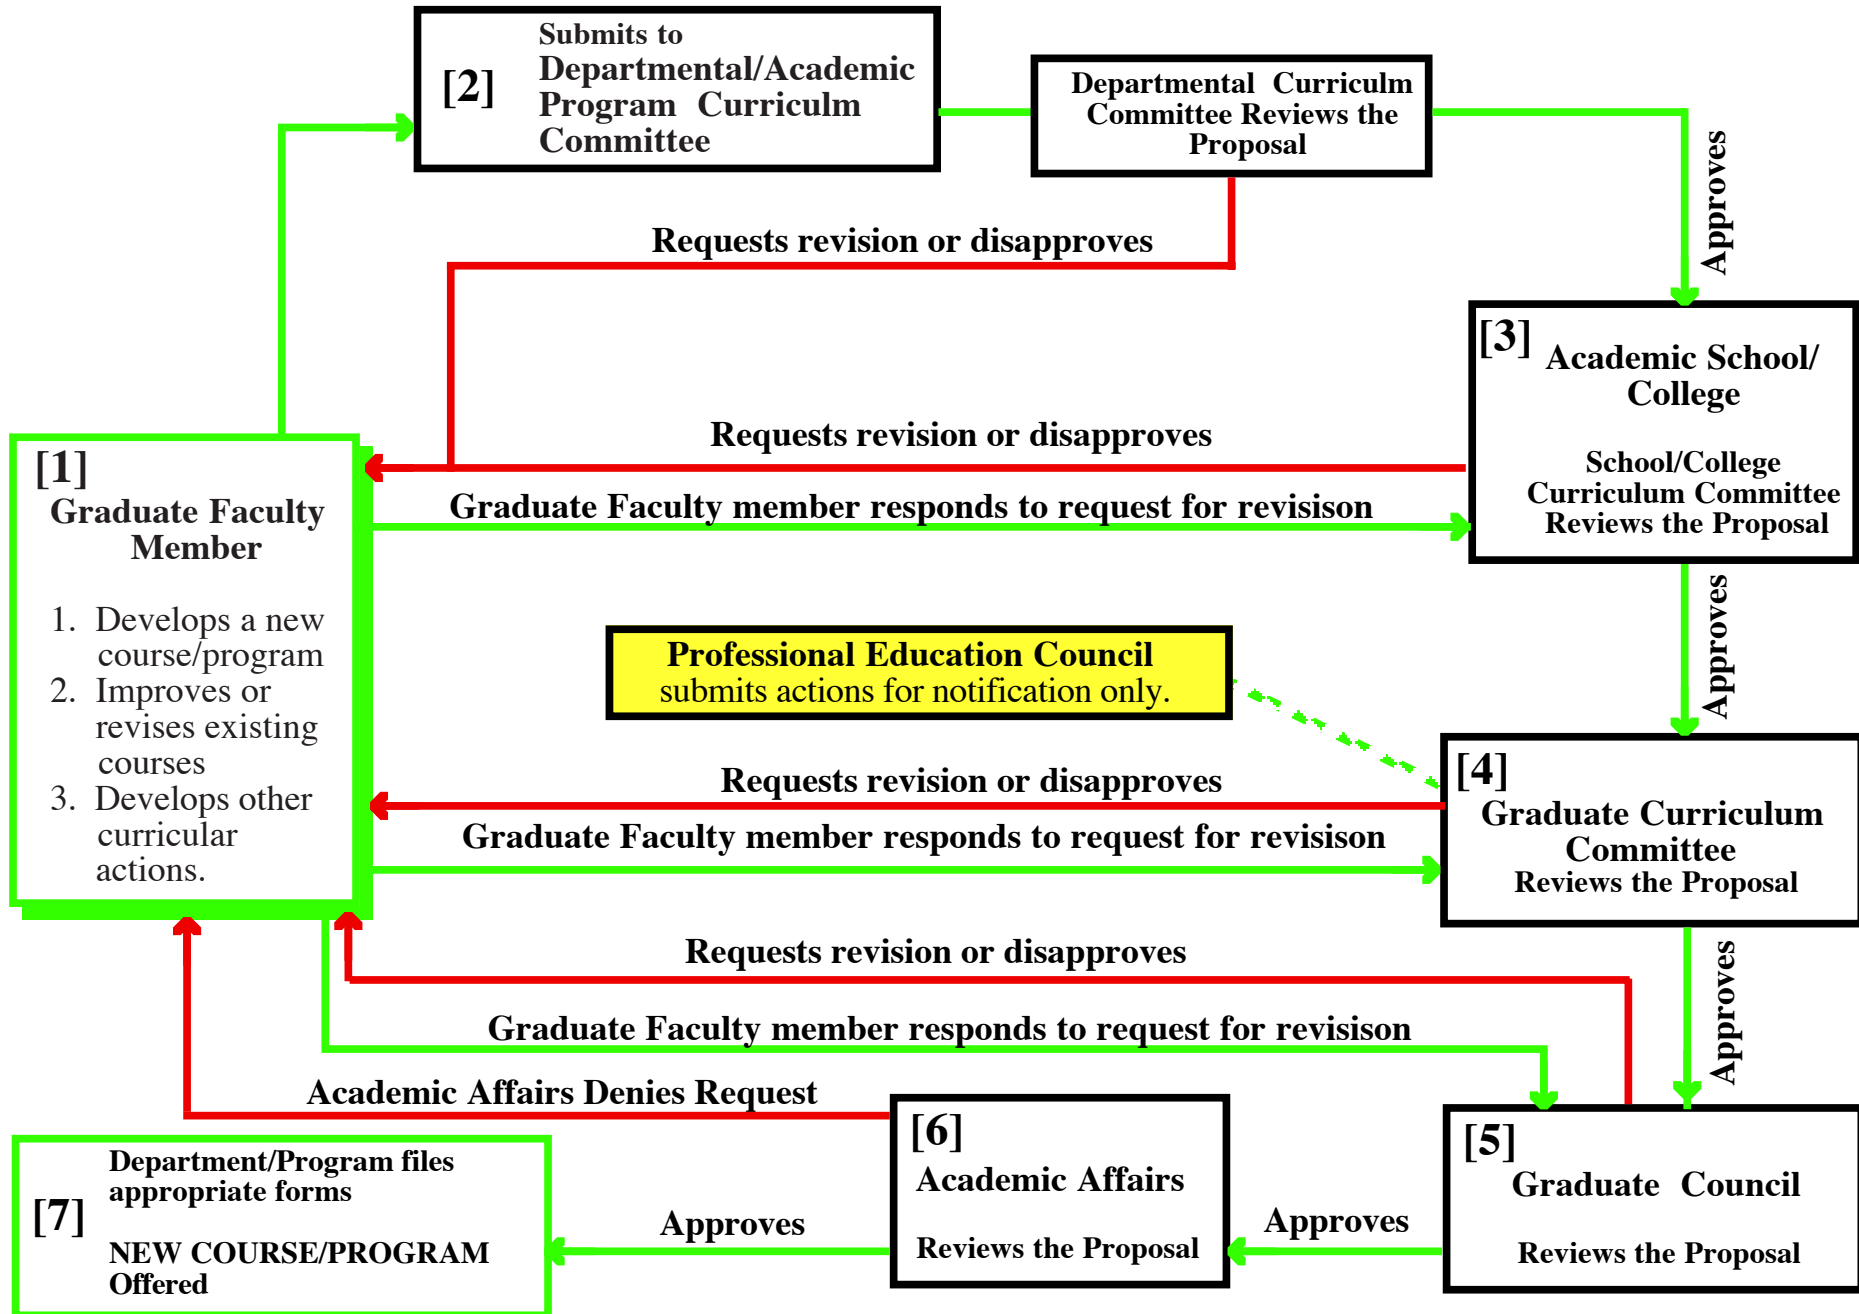 [2]
Submits to
Departmental/Academic
Program Curriculm
Committee
Departmental Curriculm
Committee Reviews the
Proposal
Approves
Requests revision or disapproves
[3]
Academic School/
College
School/College
Curriculum Committee
Reviews the Proposal
Requests revision or disapproves
Graduate Faculty member responds to request for revisison
[1]
Graduate Faculty
Member
1. Develops a new
course/program
2. Improves or
revises existing
courses
3. Develops other
curricular
actions.
Approves
Professional Education Council
submits actions for notification only.
[4]
Graduate Curriculum
Committee
Reviews the Proposal
Requests revision or disapproves
Graduate Faculty member responds to request for revisison
Approves
Requests revision or disapproves
Graduate Faculty member responds to request for revisison
Academic Affairs Denies Request
[5]
Graduate Council
Reviews the Proposal
Approves
[6]
Academic Affairs
Reviews the Proposal
Approves
[7]
Department/Program files
appropriate forms
NEW COURSE/PROGRAM
Offered